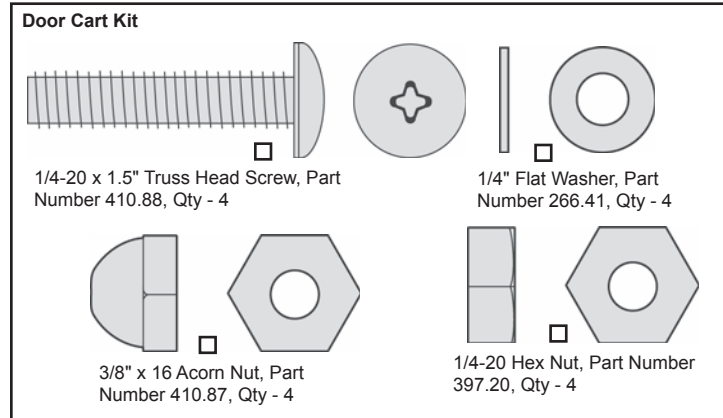 Door Cart Kit
1/4-20 x 1.5" Truss Head Screw, Part
Number 410.88, Qty - 4
1/4" Flat Washer, Part
Number 266.41, Qty - 4
3/8" x 16 Acorn Nut, Part
Number 410.87, Qty - 4
1/4-20 Hex Nut, Part Number
397.20, Qty - 4